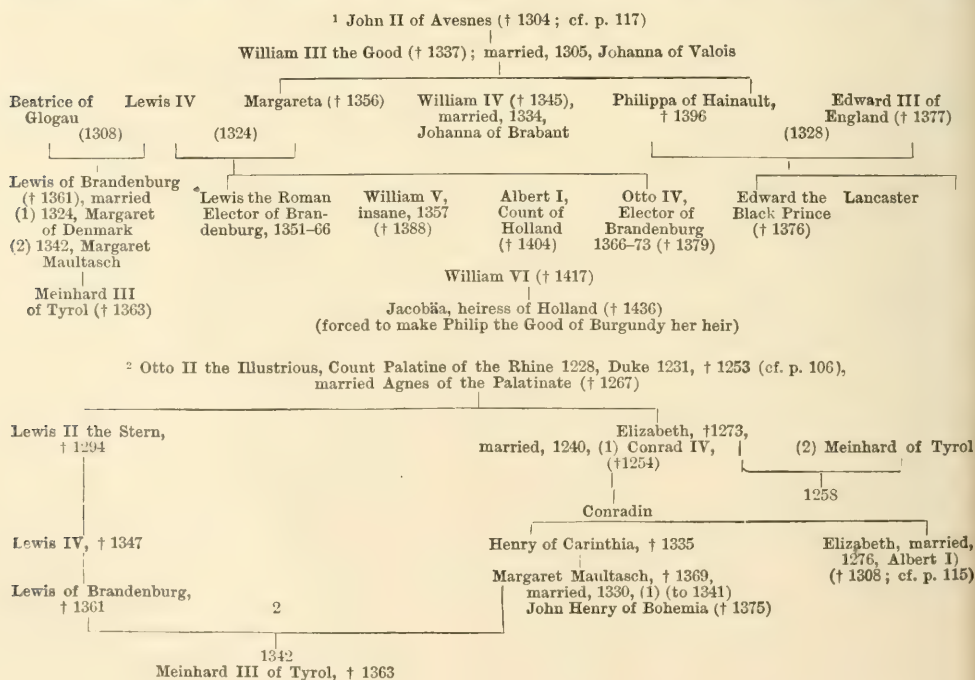 ¹ John II of Avesnes († 1304 ; cf. p. 117)
William III the Good († 1337) ; married, 1305, Johanna of Valois
Beatrice of Glogau
Lewis IV
Margareta († 1356)
William IV († 1345),
married, 1334,
Johanna of Brabant
Philippa of Hainault,
† 1396
Edward III of
England († 1377)
(1308)
(1324)
(1328)
Lewis of Brandenburg
(† 1361), married
(1) 1324, Margaret
of Denmark
(2) 1342, Margaret
Maultasch
Lewis the Roman
Elector of Bran-
denburg, 1351-66
William V,
insane, 1357
(† 1388)
Albert I,
Count of
Holland
(† 1404)
Otto IV,
Elector of
Brandenburg
1366-73 († 1379)
Edward the
Black Prince
(† 1376)
Lancaster
Meinhard III
of Tyrol († 1363)
William VI († 1417)
Jacobäa, heiress of Holland († 1436)
(forced to make Philip the Good of Burgundy her heir)
² Otto II the Illustrious, Count Palatine of the Rhine 1228, Duke 1231, † 1253 (cf. p. 106),
married Agnes of the Palatinate († 1267)
Lewis II the Stern,
† 1294
Elizabeth, †1273,
married, 1240, (1) Conrad IV,
(†1254)
(2) Meinhard of Tyrol
1258
Conradin
Lewis IV, † 1347
Henry of Carinthia, † 1335
Elizabeth, married,
1276, Albert I)
(† 1308 ; cf. p. 115)
Lewis of Brandenburg,
† 1361
2
Margaret Maultasch, † 1369,
married, 1330, (1) (to 1341)
John Henry of Bohemia († 1375)
1342
Meinhard III of Tyrol, † 1363